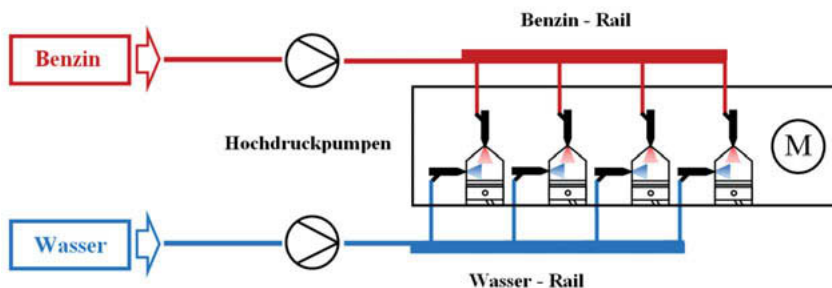 Benzin - Rail
Benzin
Hochdruckpumpen
M
Wasser
Wasser - Rail